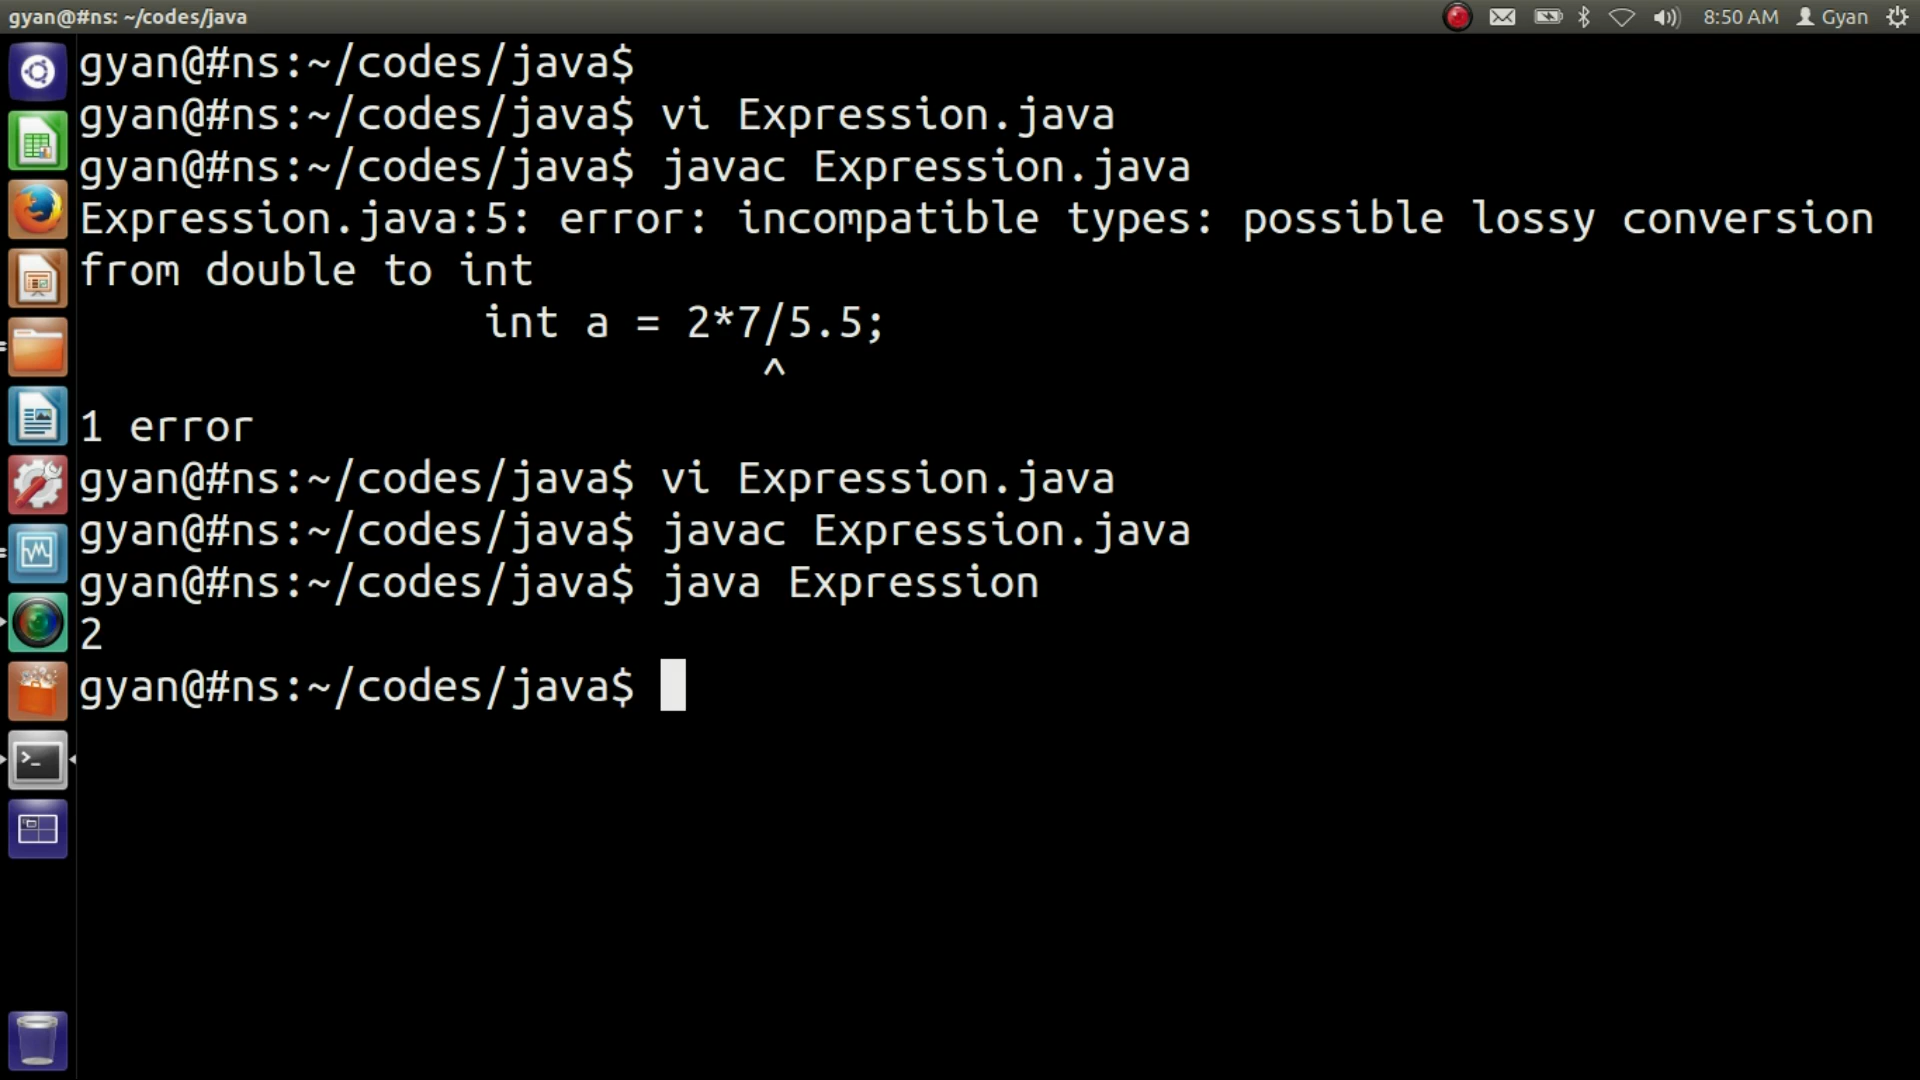 gyan@#ns: ~/codes/java
8:50 AM
Gyan
gyan@#ns:~/codes/java$
gyan@#ns:~/codes/java$ vi Expression.java
gyan@#ns:~/codes/java$ javac Expression.java
Expression.java:5: error: incompatible types: possible lossy conversion
from double to int
int a = 2*7/5.5;
^
1 error
gyan@#ns:~/codes/java$ vi Expression.java
gyan@#ns:~/codes/java$ javac Expression.java
gyan@#ns:~/codes/java$ java Expression
2
gyan@#ns:~/codes/java$